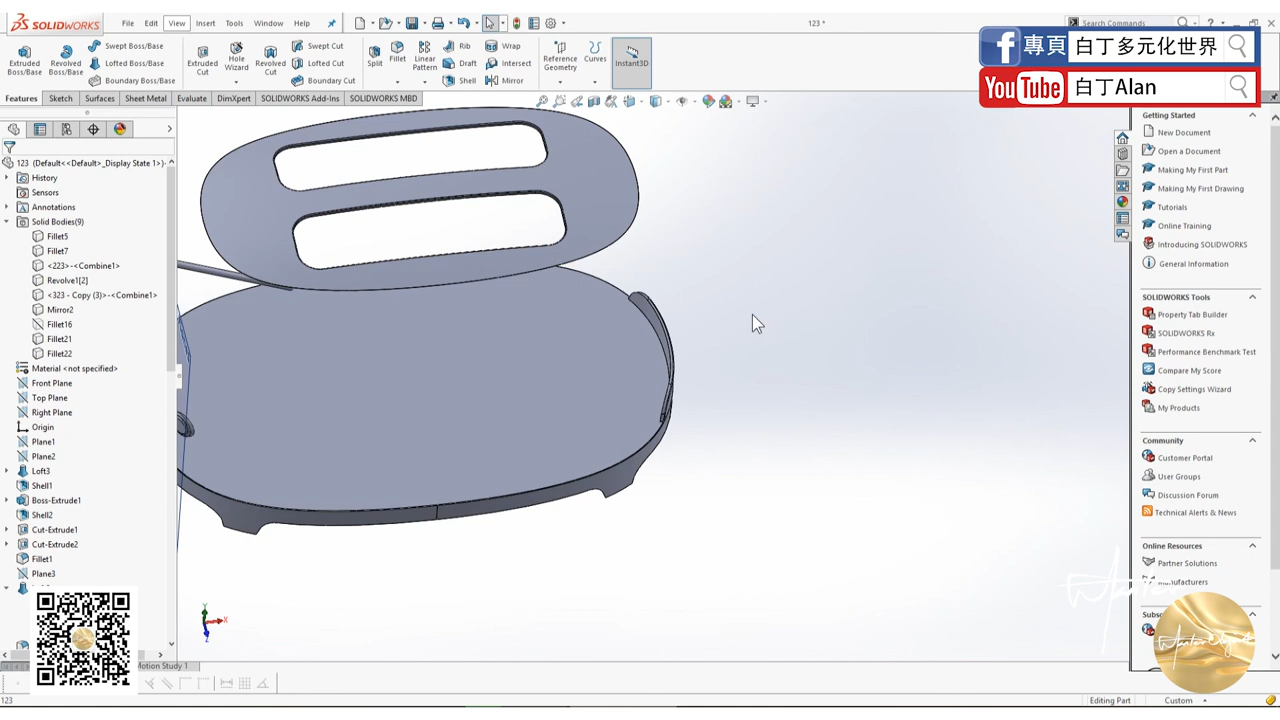 SOLIDWORKS
File Edit View Insert Tools Window Help
123 *
Search Commands
專頁 白丁多元化世界
YouTube 白丁Alan
Extruded Boss/Base
Revolved Boss/Base
Swept Boss/Base
Lofted Boss/Base
Boundary Boss/Base
Extruded Cut
Hole Wizard
Revolved Cut
Swept Cut
Lofted Cut
Boundary Cut
Split
Fillet
Linear Pattern
Rib
Draft
Shell
Wrap
Intersect
Mirror
Reference Geometry
Curves
Instant3D
Features Sketch Surfaces Sheet Metal Evaluate DimXpert SOLIDWORKS Add-Ins SOLIDWORKS MBD
123 (Default<<Default>_Display State 1>)
History
Sensors
Annotations
Solid Bodies(9)
Fillet5
Fillet7
<223>-<Combine1>
Revolve1[2]
<323 - Copy (3)>-<Combine1>
Mirror2
Fillet16
Fillet21
Fillet22
Material <not specified>
Front Plane
Top Plane
Right Plane
Origin
Plane1
Plane2
Loft3
Shell1
Boss-Extrude1
Shell2
Cut-Extrude1
Cut-Extrude2
Fillet1
Plane3
Motion Study 1
Y
X
Z
Getting Started
New Document
Open a Document
Making My First Part
Making My First Drawing
Tutorials
Online Training
Introducing SOLIDWORKS
General Information
SOLIDWORKS Tools
Property Tab Builder
SOLIDWORKS Rx
Performance Benchmark Test
Compare My Score
Copy Settings Wizard
My Products
Community
Customer Portal
User Groups
Discussion Forum
Technical Alerts & News
Online Resources
Partner Solutions
Manufacturers
123
Editing Part
Custom